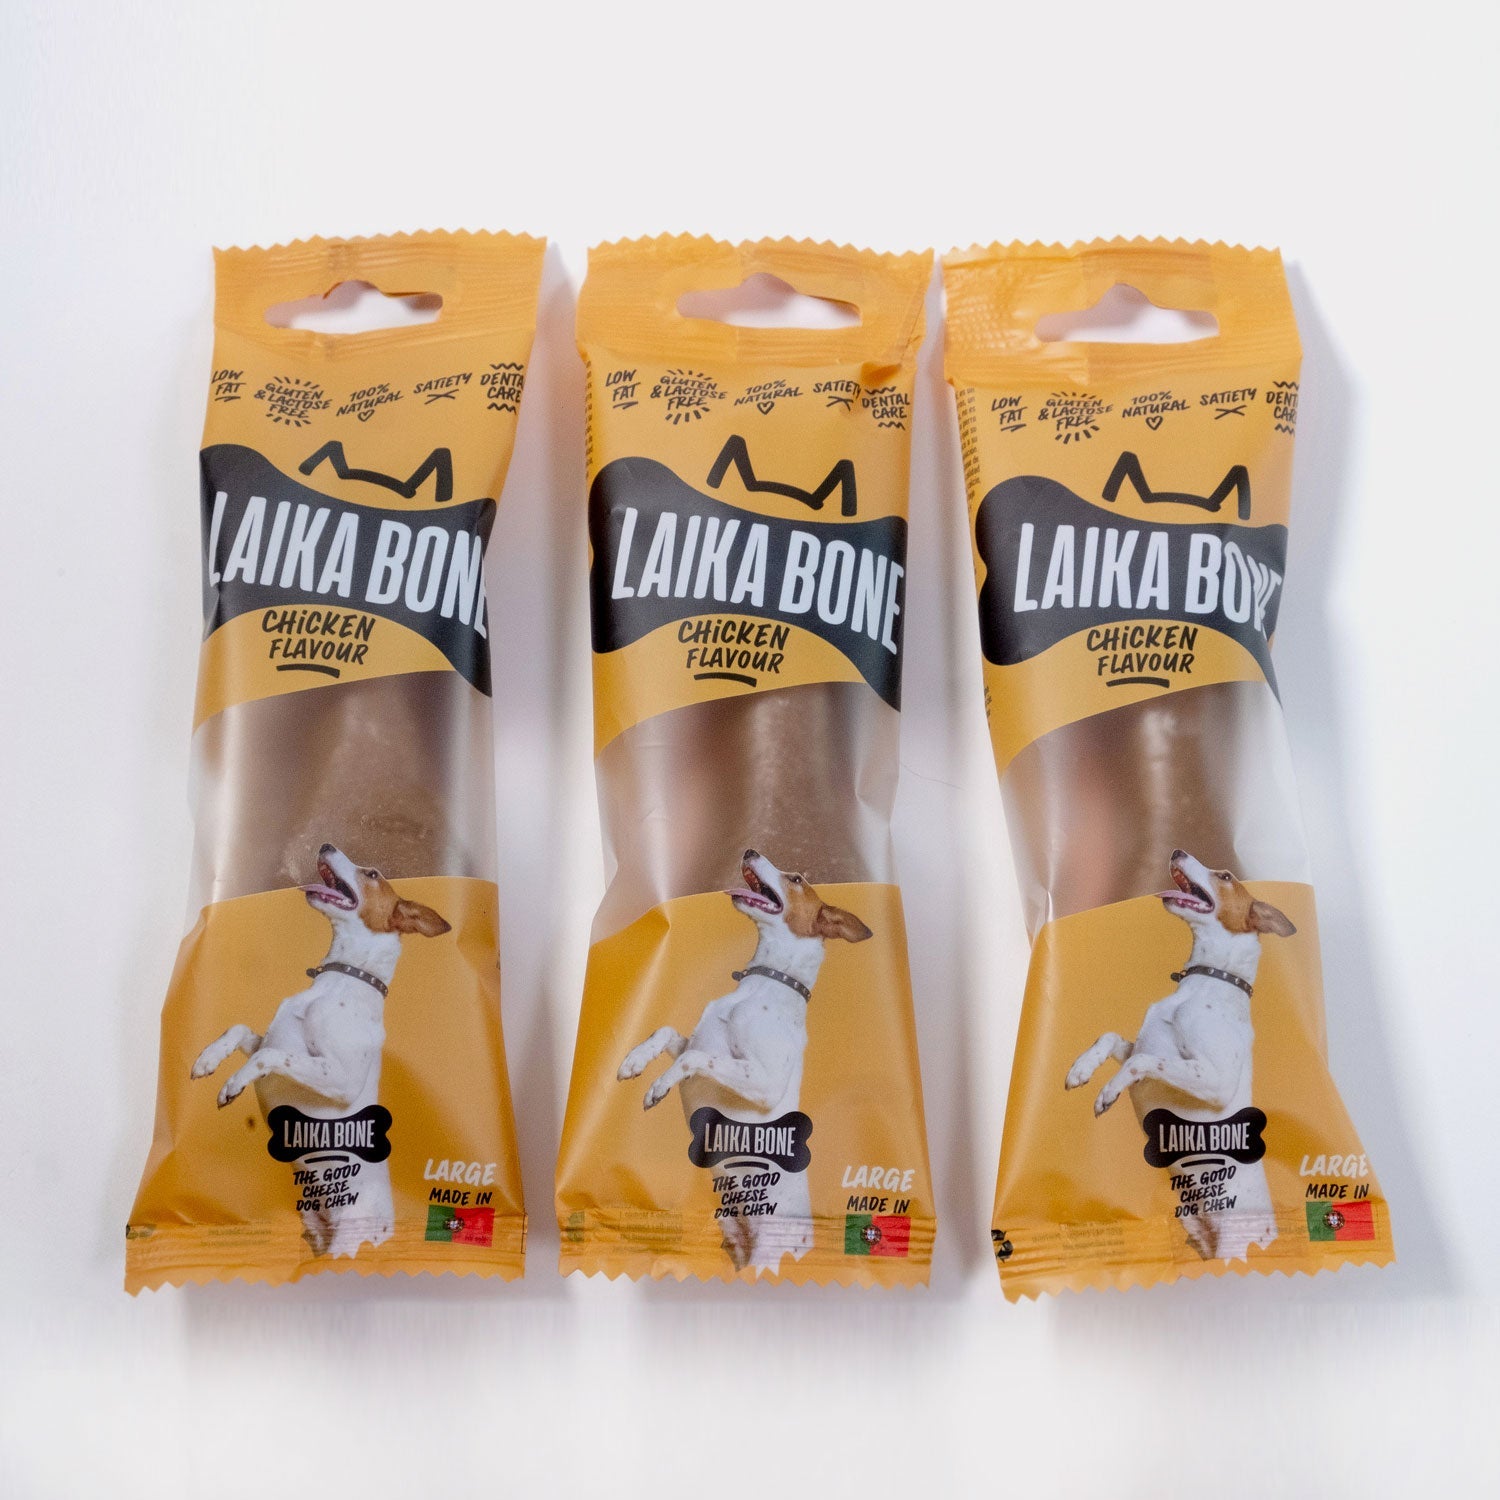 LOW FAT
GLUTEN & LACTOSE FREE
100% NATURAL
SATIETY
DENTA CARE
LAIKA BONE
CHiCKEN
FLAVOUR
LAIKA BONE
THE GOOD
CHEESE
DOG CHEW
LARGE
MADE IN
LOW FAT
GLUTEN & LACTOSE FREE
100% NATURAL
SATIETY
DENTAL CARE
LAIKA BONE
CHiCKEN
FLAVOUR
LAIKA BONE
THE GOOD
CHEESE
DOG CHEW
LARGE
MADE IN
LOW FAT
GLUTEN & LACTOSE FREE
100% NATURAL
SATIETY
DENT CARE
LAIKA BONE
CHiCKEN
FLAVOUR
LAIKA BONE
THE GOOD
CHEESE
DOG CHEW
LARGE
MADE IN